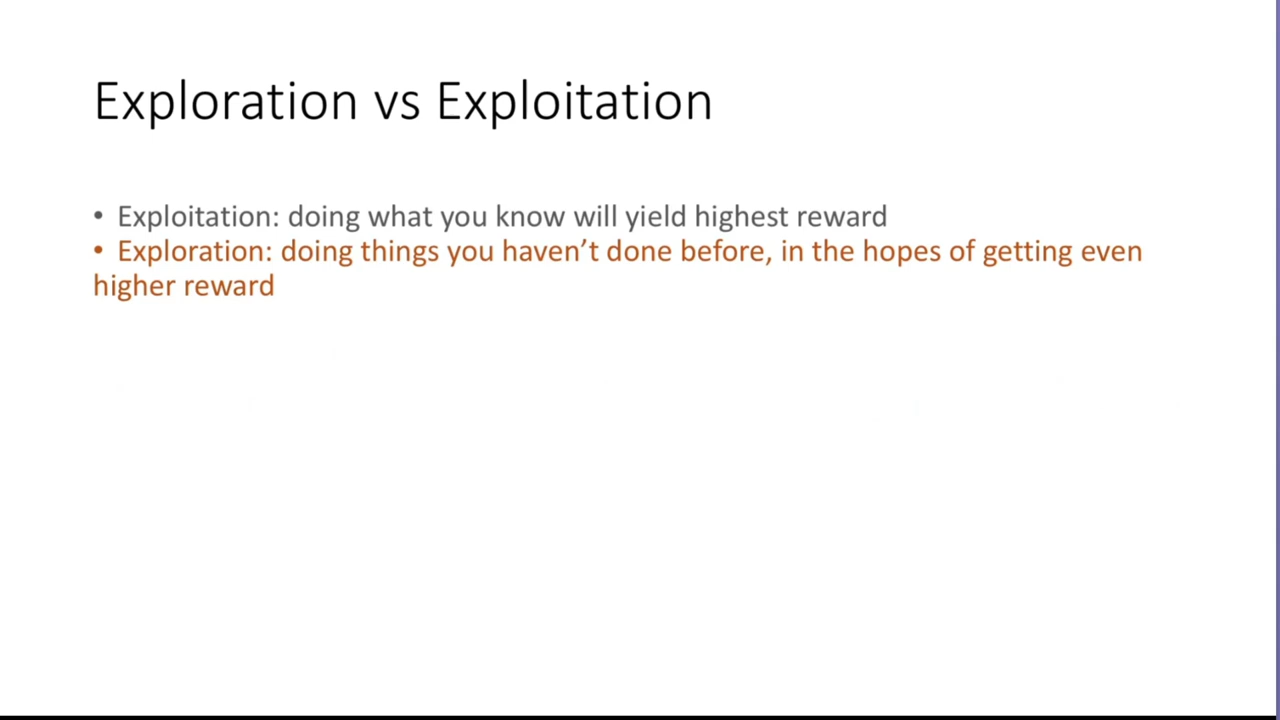 Exploration vs Exploitation
• Exploitation: doing what you know will yield highest reward
• Exploration: doing things you haven’t done before, in the hopes of getting even
higher reward